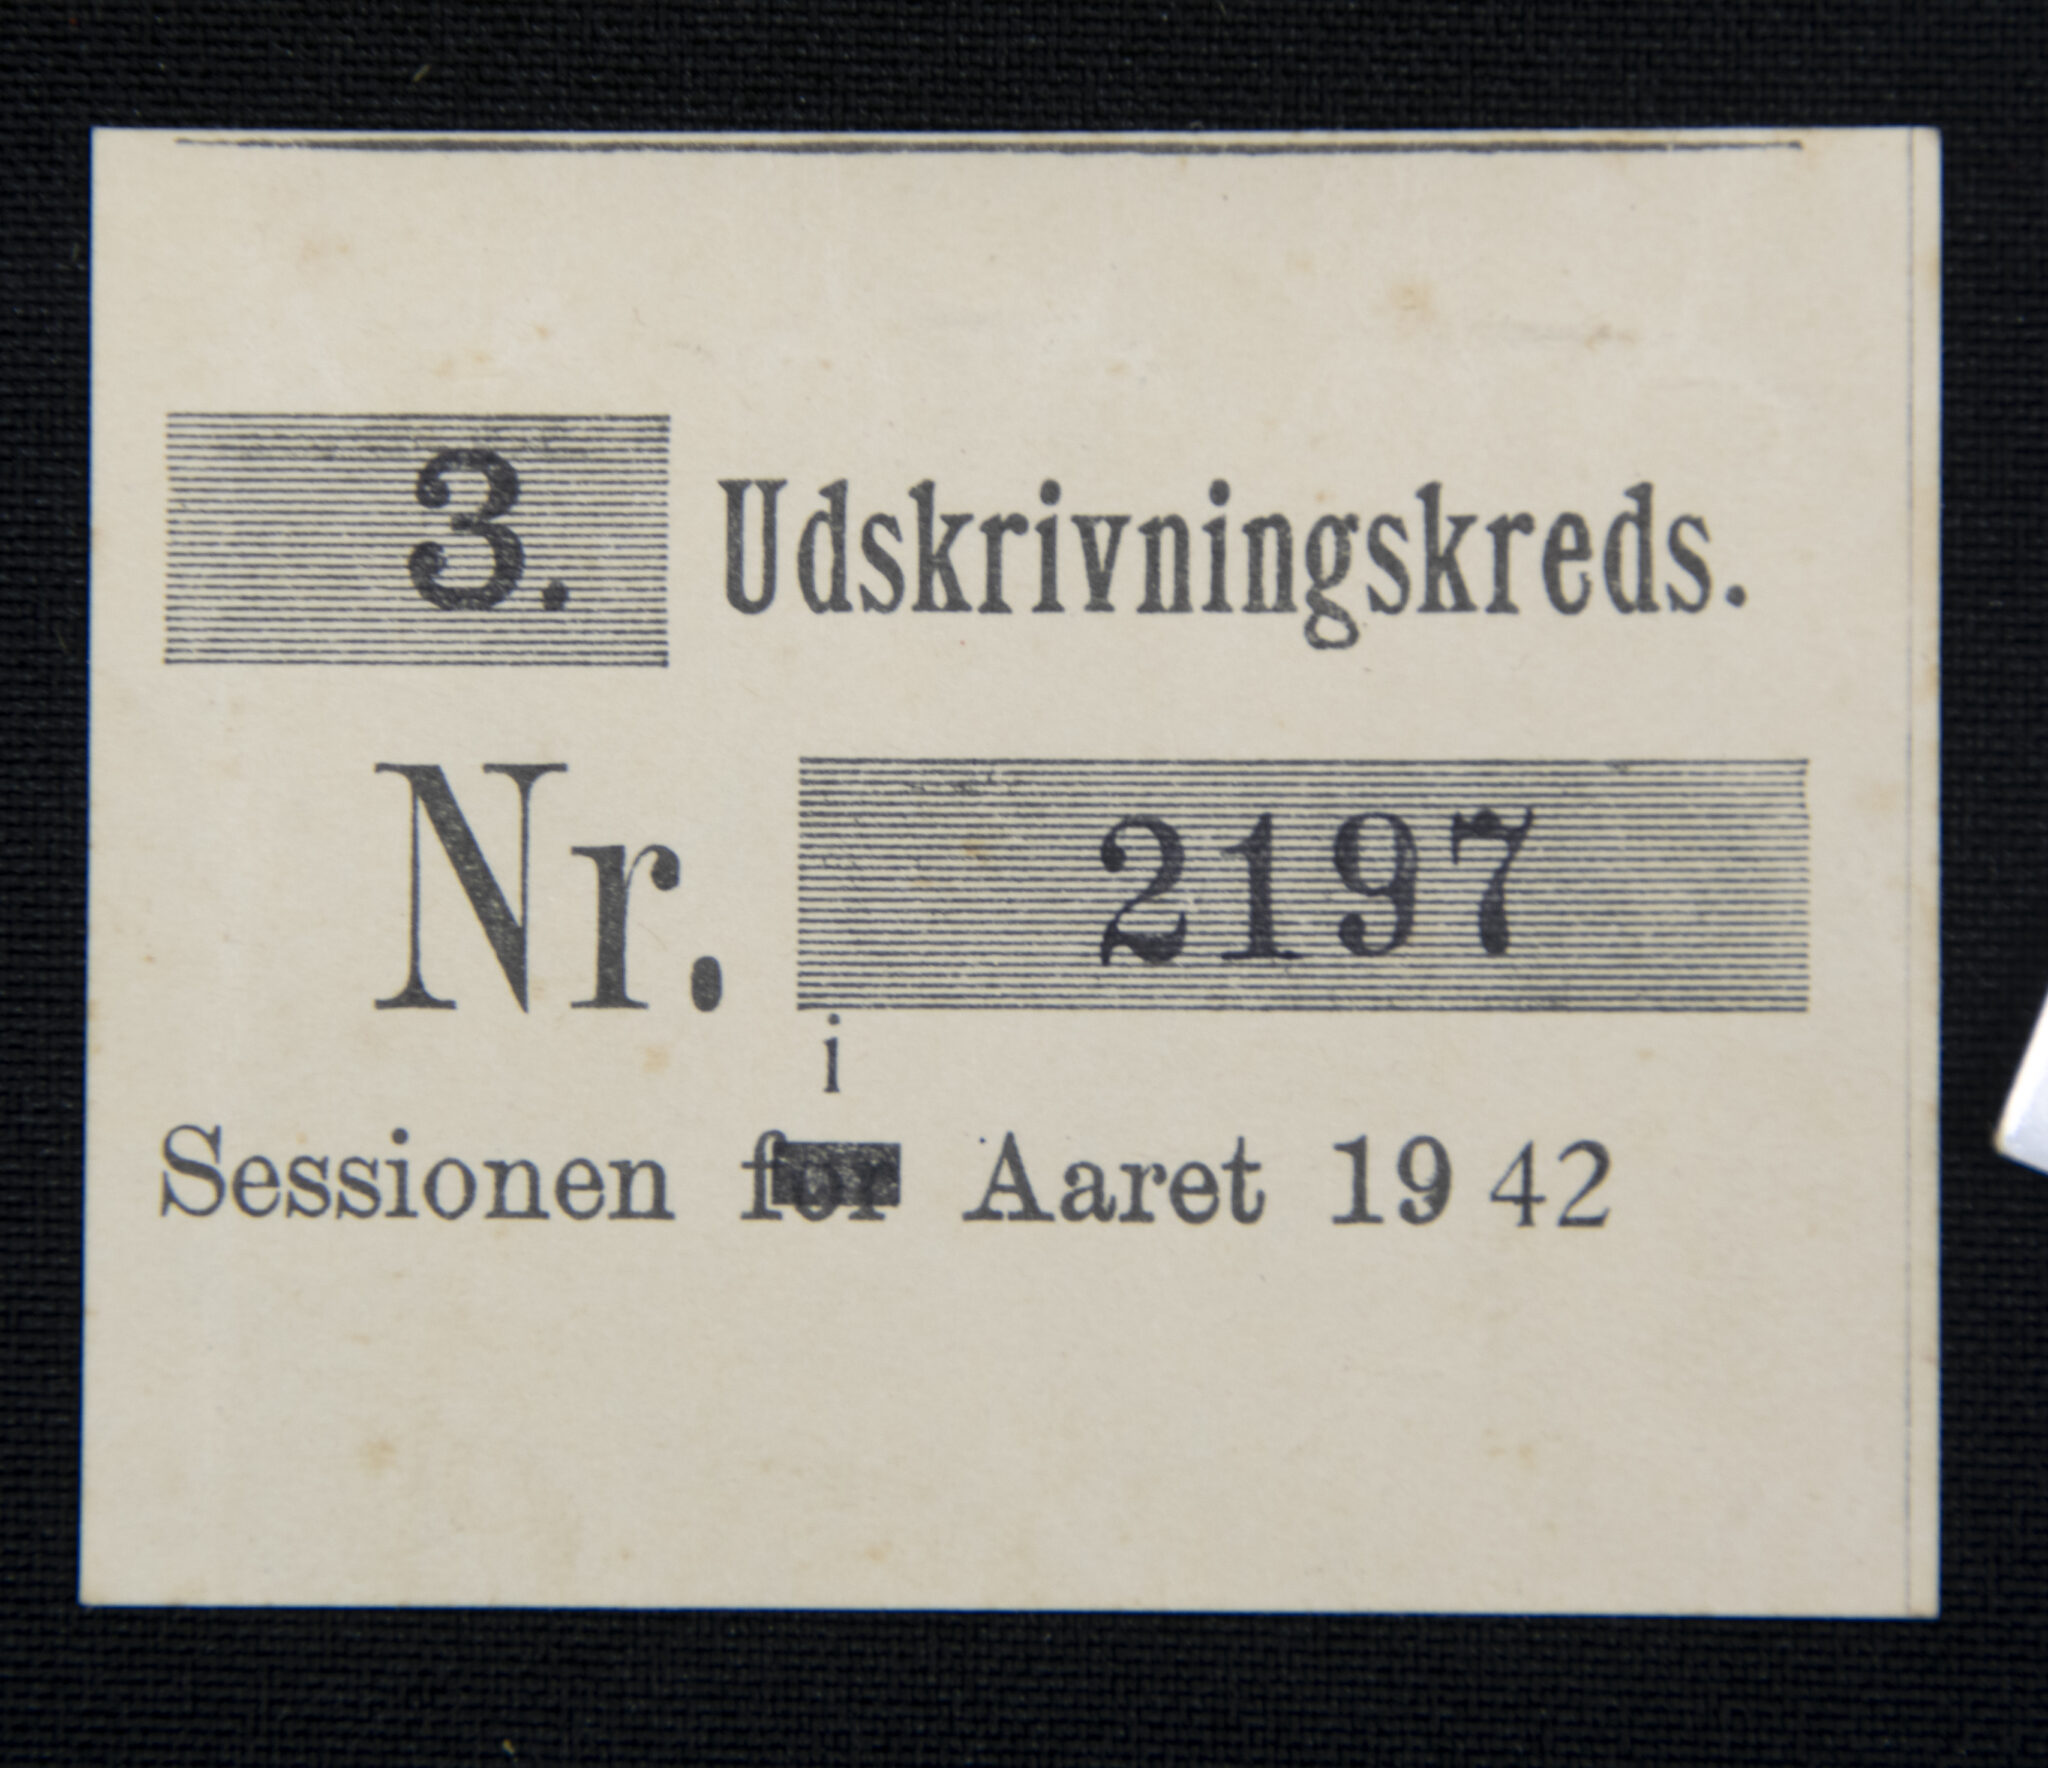 3. Udskrivningskreds.
Nr. 2197
i
Sessionen for Aaret 1942